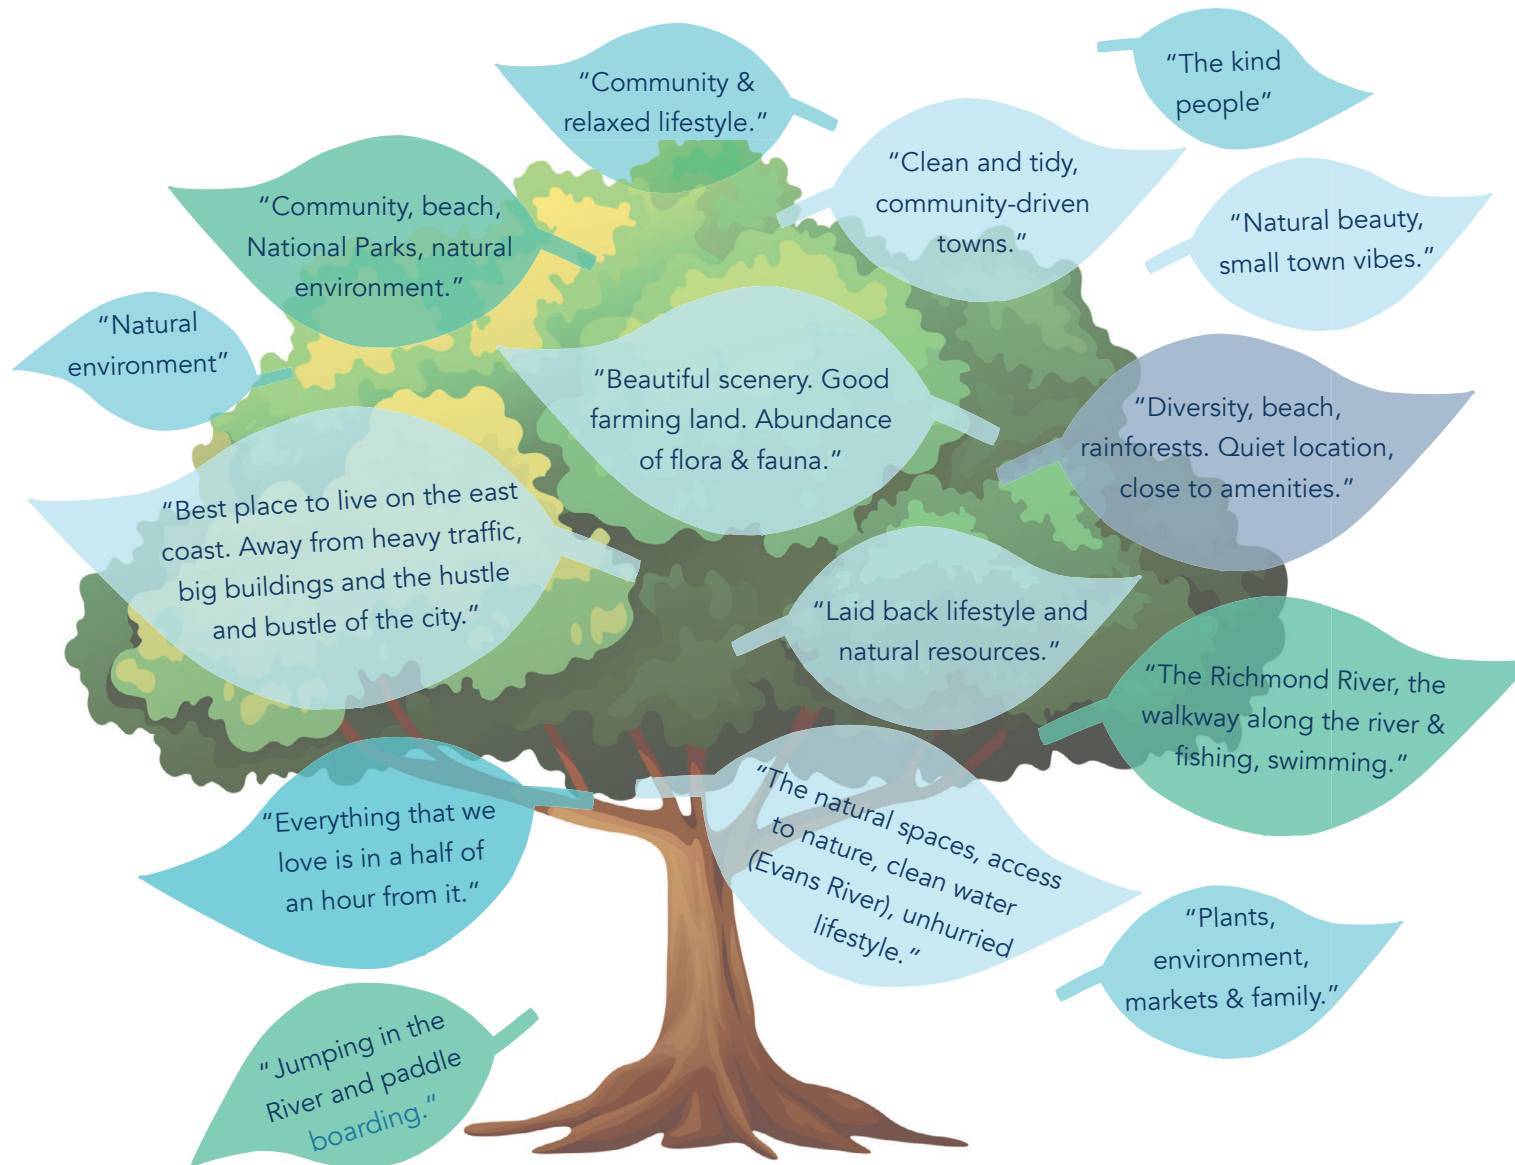 “Community &
relaxed lifestyle.”
“The kind
people”
“Clean and tidy,
community-driven
towns.”
“Community, beach,
National Parks, natural
environment.”
“Natural beauty,
small town vibes.”
“Natural
environment”
“Beautiful scenery. Good
farming land. Abundance
of flora & fauna.”
“Diversity, beach,
rainforests. Quiet location,
close to amenities.”
“Best place to live on the east
coast. Away from heavy traffic,
big buildings and the hustle
and bustle of the city.”
“Laid back lifestyle and
natural resources.”
“The Richmond River, the
walkway along the river &
fishing, swimming.”
“Everything that we
love is in a half of
an hour from it.”
“The natural spaces, access
to nature, clean water
(Evans River), unhurried
lifestyle.”
“Plants,
environment,
markets & family.”
“Jumping in the
River and paddle
boarding.”